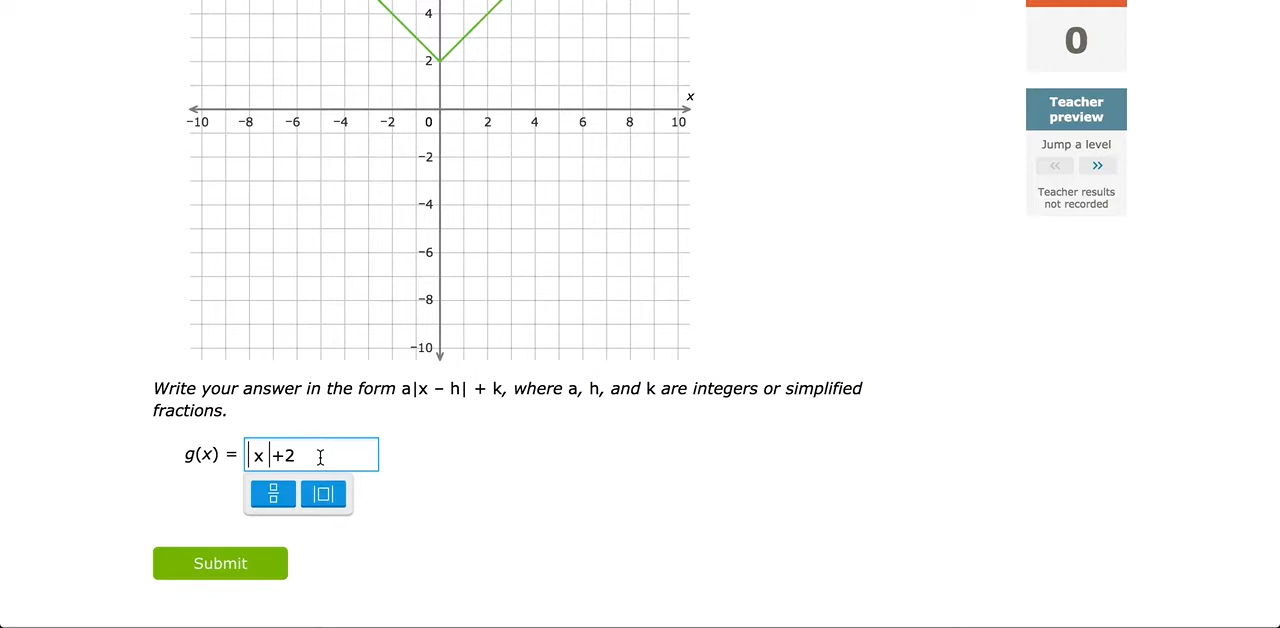 4
2
x
−10 −8 −6 −4 −2 0 2 4 6 8 10
−2
−4
−6
−8
−10
Write your answer in the form a|x − h| + k, where a, h, and k are integers or simplified
fractions.
g(x) = |x|+2
Submit
0
Teacher
preview
Jump a level
Teacher results
not recorded